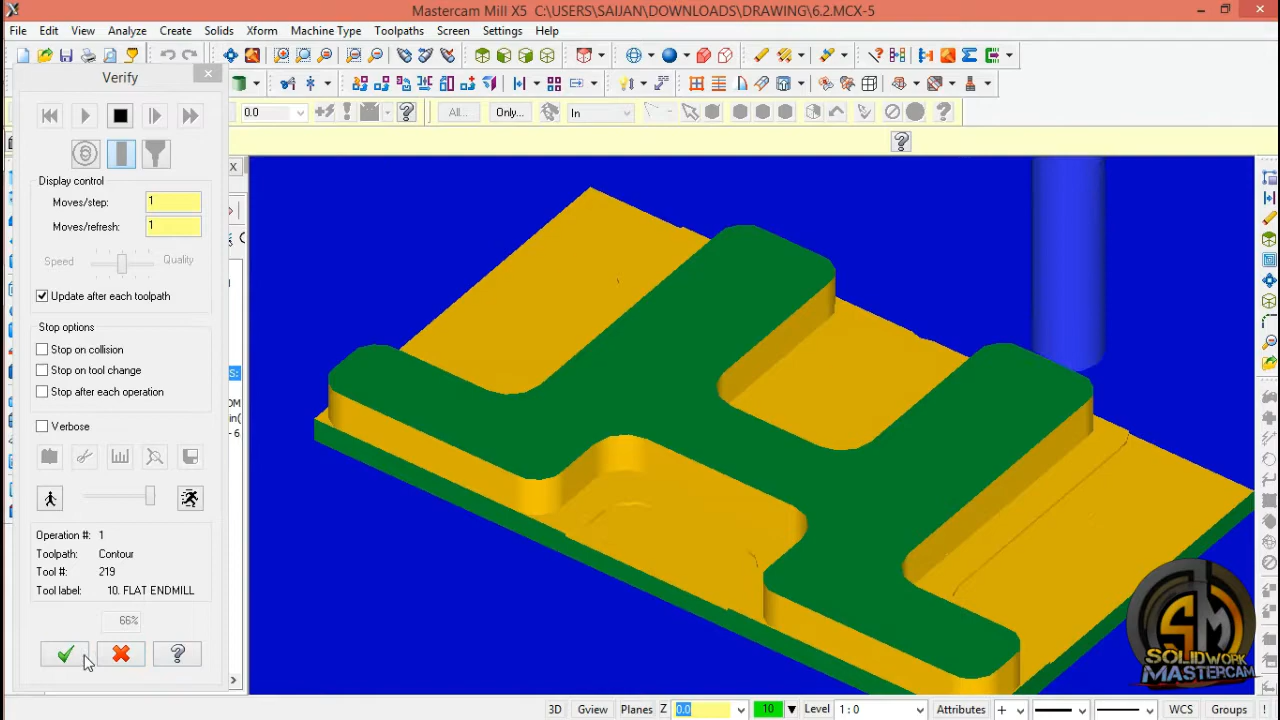 Mastercam Mill X5 C:\USERS\SAIJAN\DOWNLOADS\DRAWING\6.2.MCX-5
File Edit View Analyze Create Solids Xform Machine Type Toolpaths Screen Settings Help
Verify
0.0
All...
Only...
In
Display control
Moves/step: 1
Moves/refresh: 1
Speed Quality
Update after each toolpath
Stop options
Stop on collision
Stop on tool change
Stop after each operation
Verbose
Operation #: 1
Toolpath: Contour
Tool #: 219
Tool label: 10. FLAT ENDMILL
66%
SM
SOLIDWORK
MASTERCAM
3D Gview Planes Z 0.0 10 Level 1: 0 Attributes WCS Groups